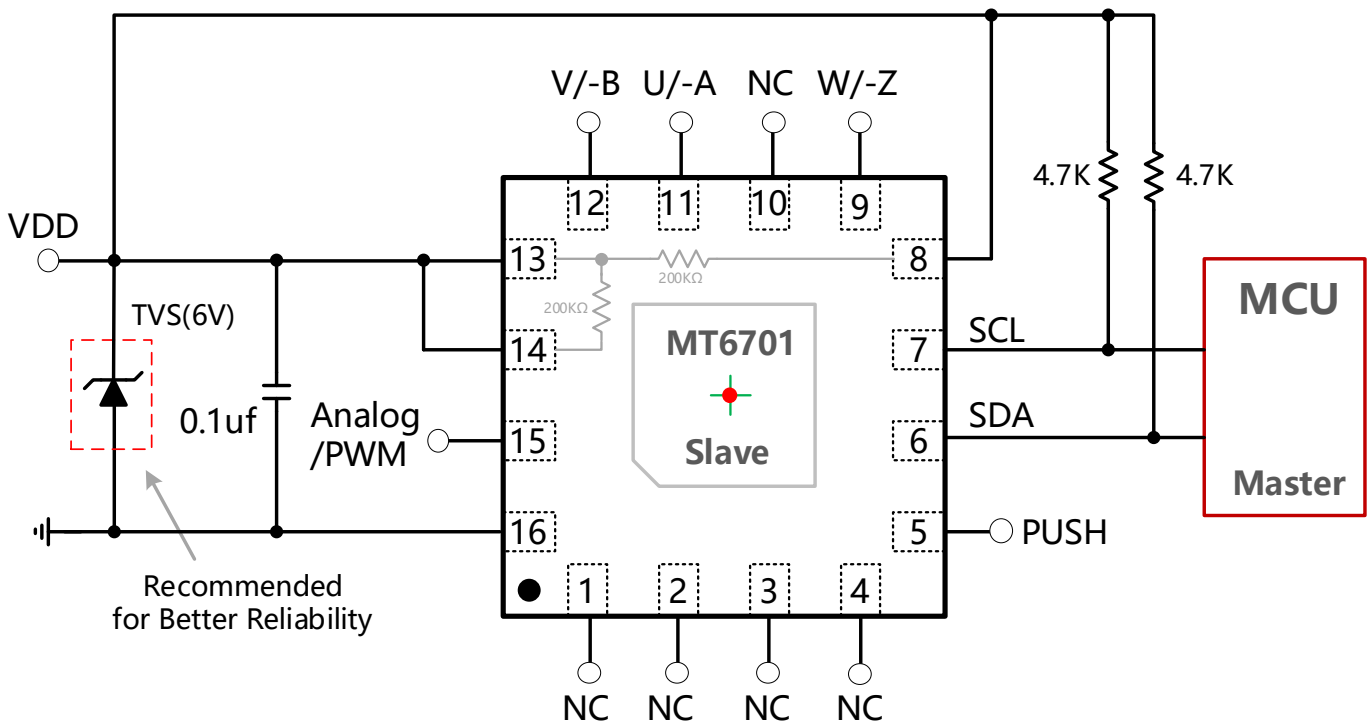 V/-B U/-A NC W/-Z
12 11 10 9
4.7K 4.7K
VDD
13 8
200KΩ
200KΩ
TVS(6V)
MCU
14 MT6701 7 SCL
0.1uf
Analog
/PWM
15 Slave 6 SDA
Master
16 5 PUSH
Recommended
for Better Reliability
1 2 3 4
NC NC NC NC